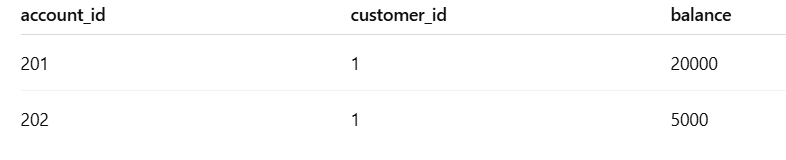 account_id customer_id balance
201 1 20000
202 1 5000